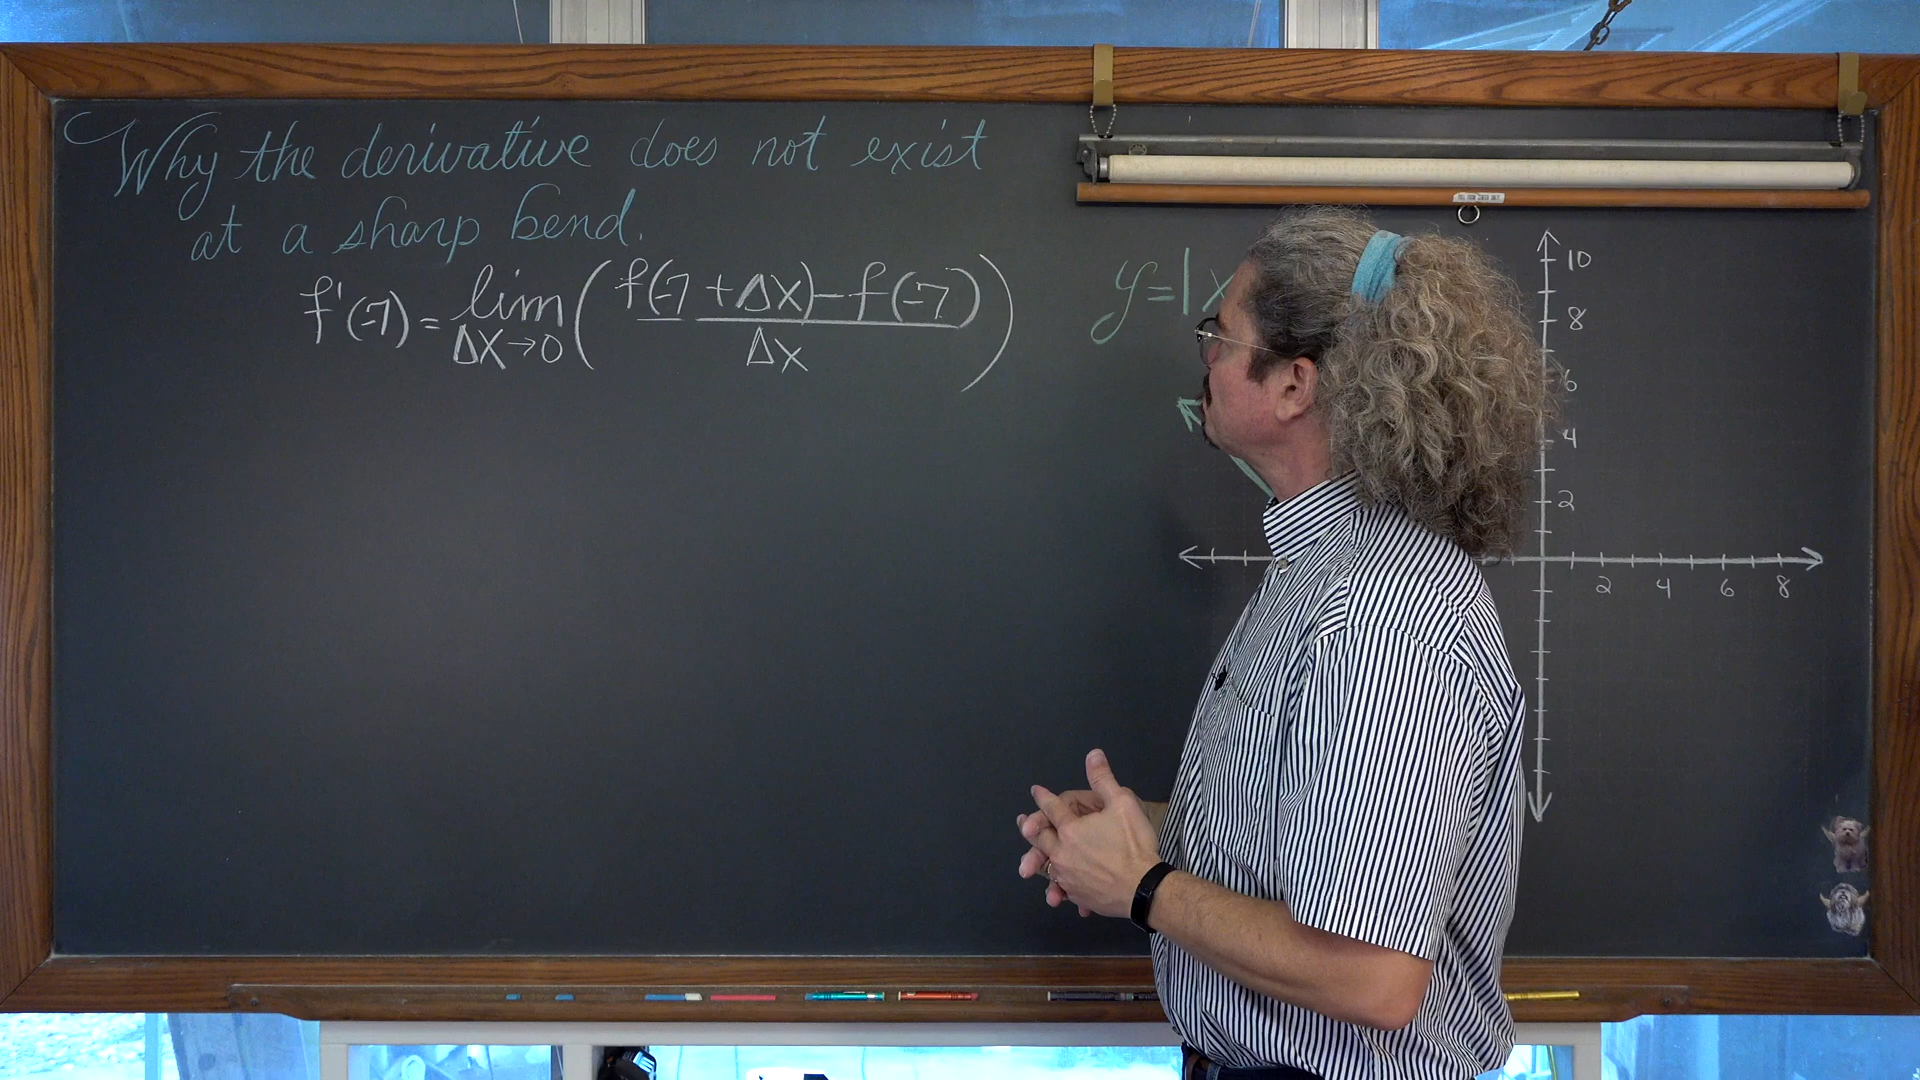 Why the derivative does not exist
at a sharp bend.
f'(-7) = lim Δx→0 ( f(-7 + Δx) - f(-7) / Δx )
y=|x
10
8
6
4
2
2 4 6 8